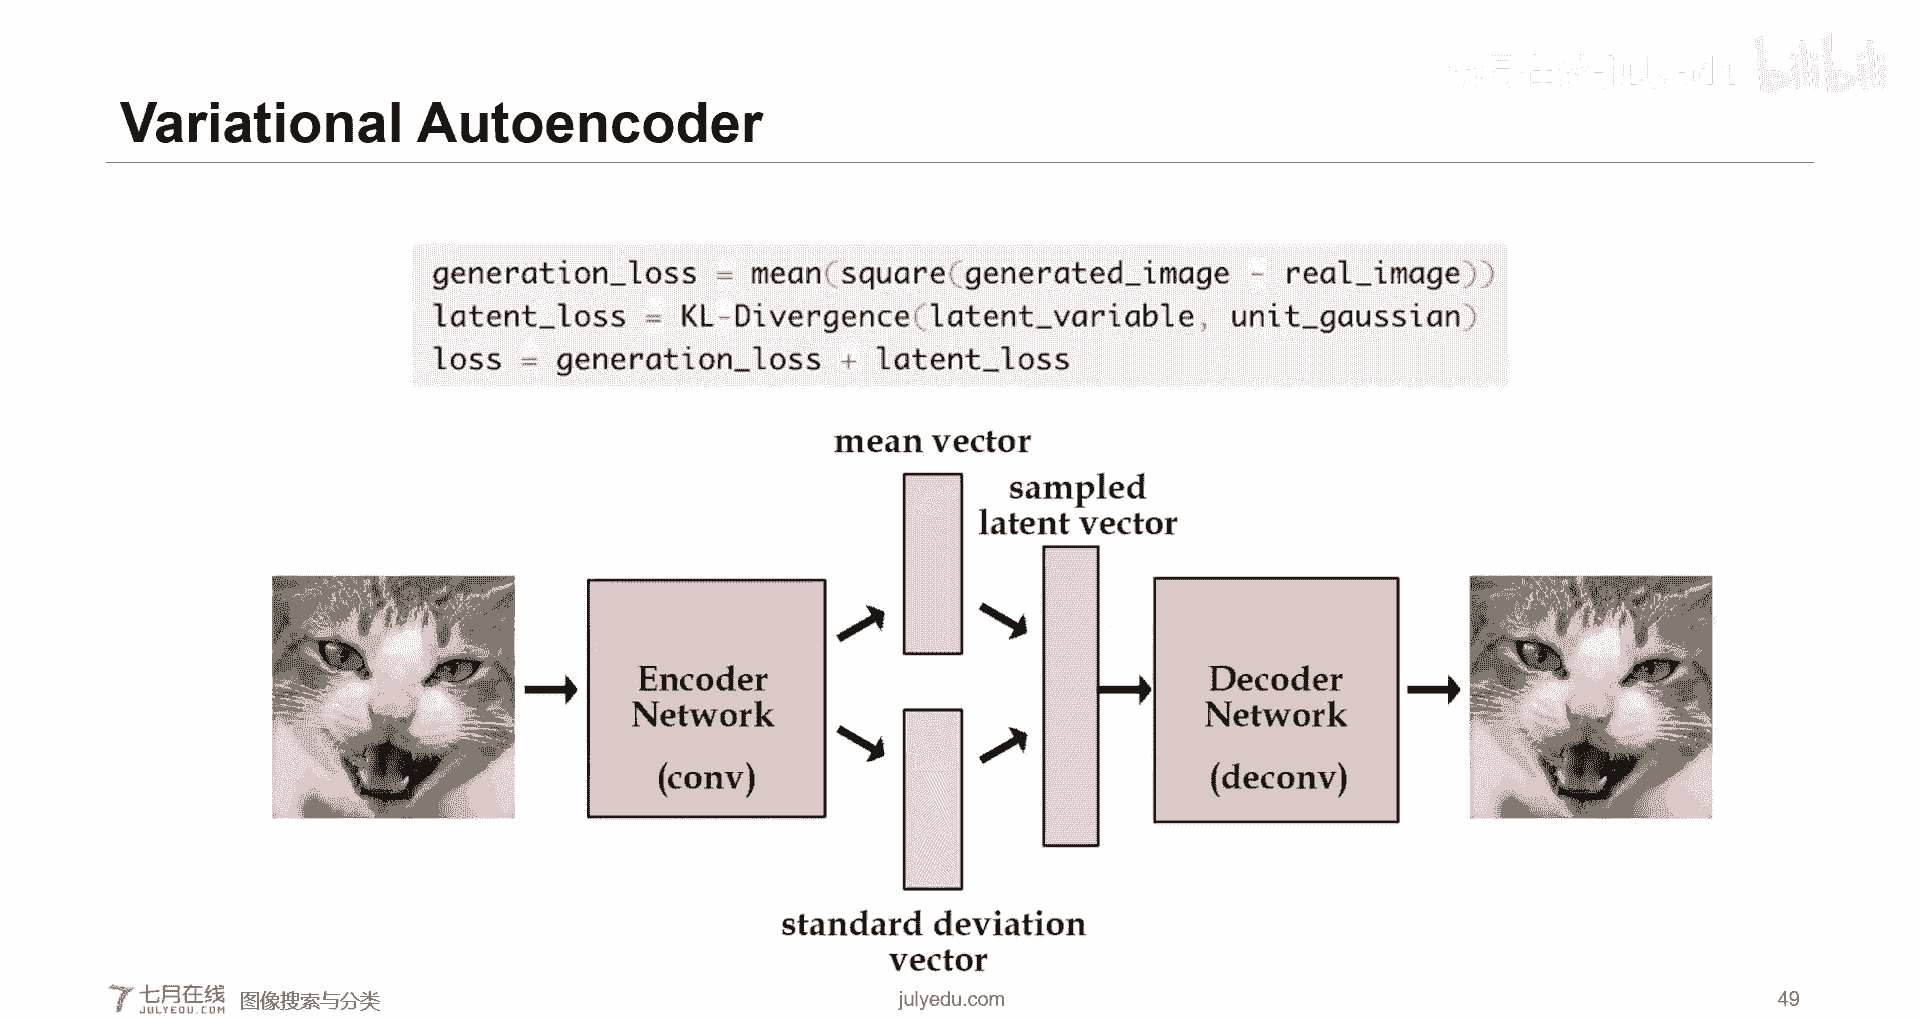 bilibili
Variational Autoencoder
generation_loss = mean(square(generated_image - real_image))
latent_loss = KL-Divergence(latent_variable, unit_gaussian)
loss = generation_loss + latent_loss
mean vector
sampled
latent vector
Encoder
Network
(conv)
Decoder
Network
(deconv)
standard deviation
vector
七月在线
JULYEDU.COM
图像搜索与分类
julyedu.com
49